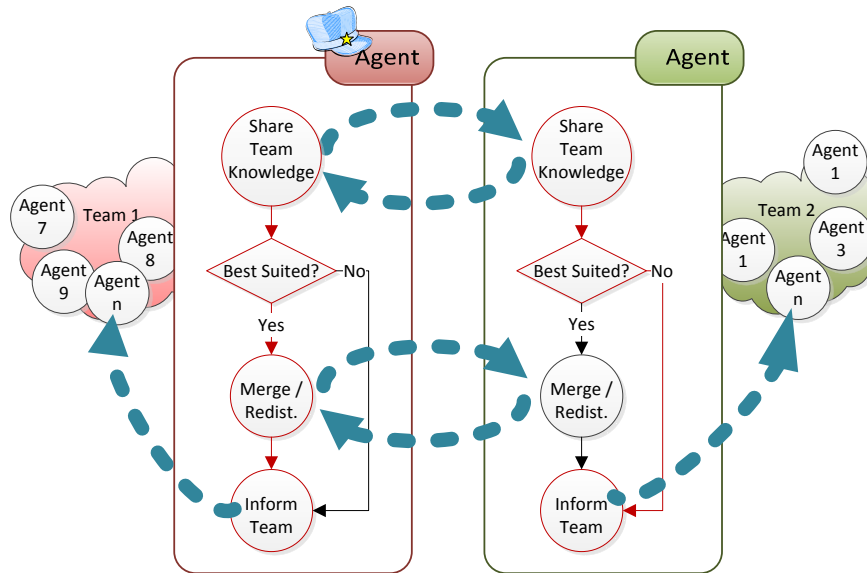 Agent
Agent
Share
Team
Knowledge
Share
Team
Knowledge
Team 1
Agent
7
Agent
8
Agent
9
Agent
n
Agent
1
Team 2
Agent
3
Agent
1
Agent
n
Best Suited?
No
Yes
Best Suited?
No
Yes
Merge /
Redist.
Merge /
Redist.
Inform
Team
Inform
Team